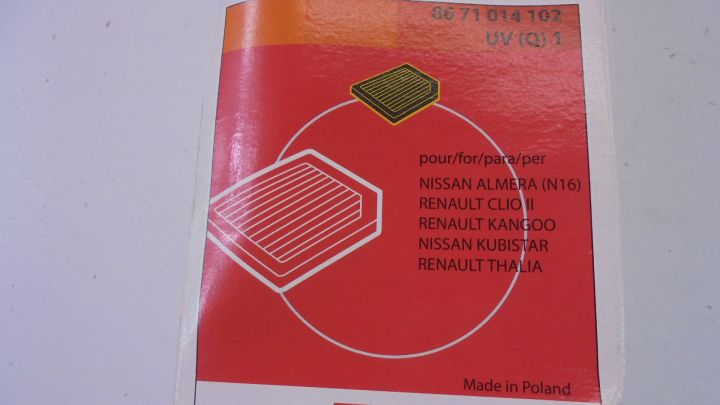 86 71 014 102
UV (Q) 1
pour/for/para/per
NISSAN ALMERA (N16)
RENAULT CLIO II
RENAULT KANGOO
NISSAN KUBISTAR
RENAULT THALIA
Made in Poland